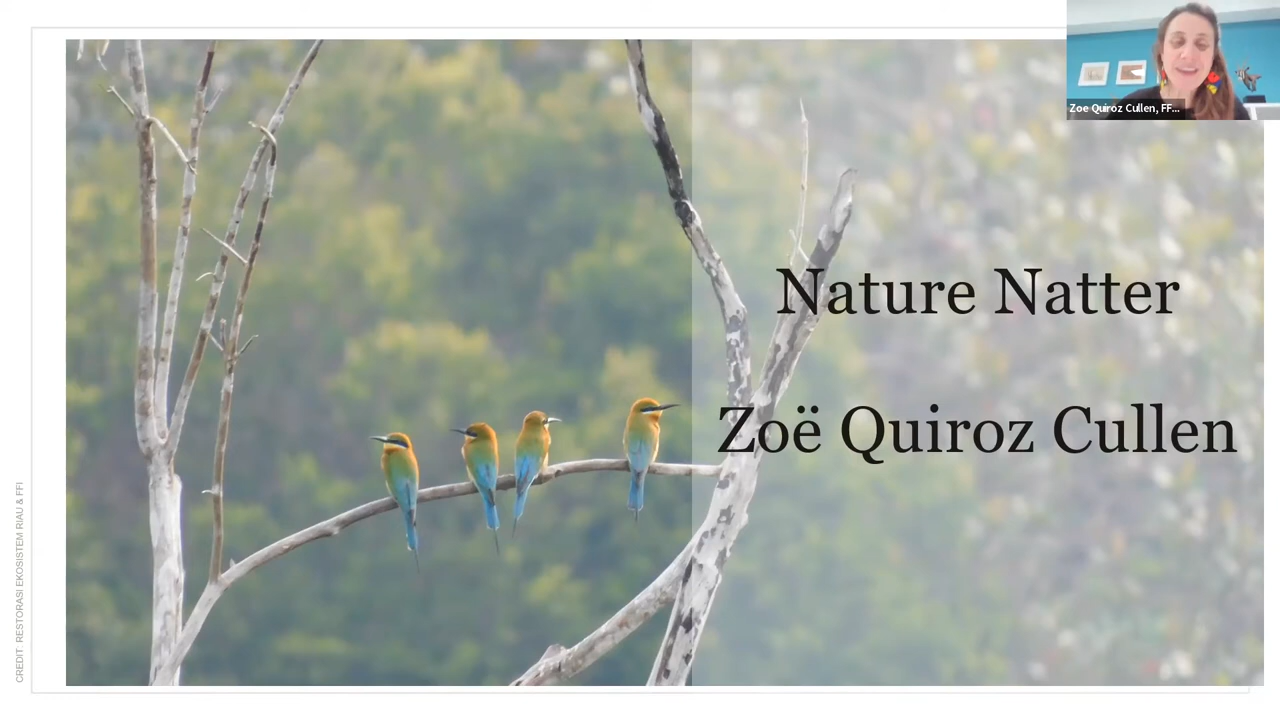 Zoe Quiroz Cullen, FF...
Nature Natter
Zoë Quiroz Cullen
CREDIT: RESTORASI EKOSISTEM RIAU & FFI